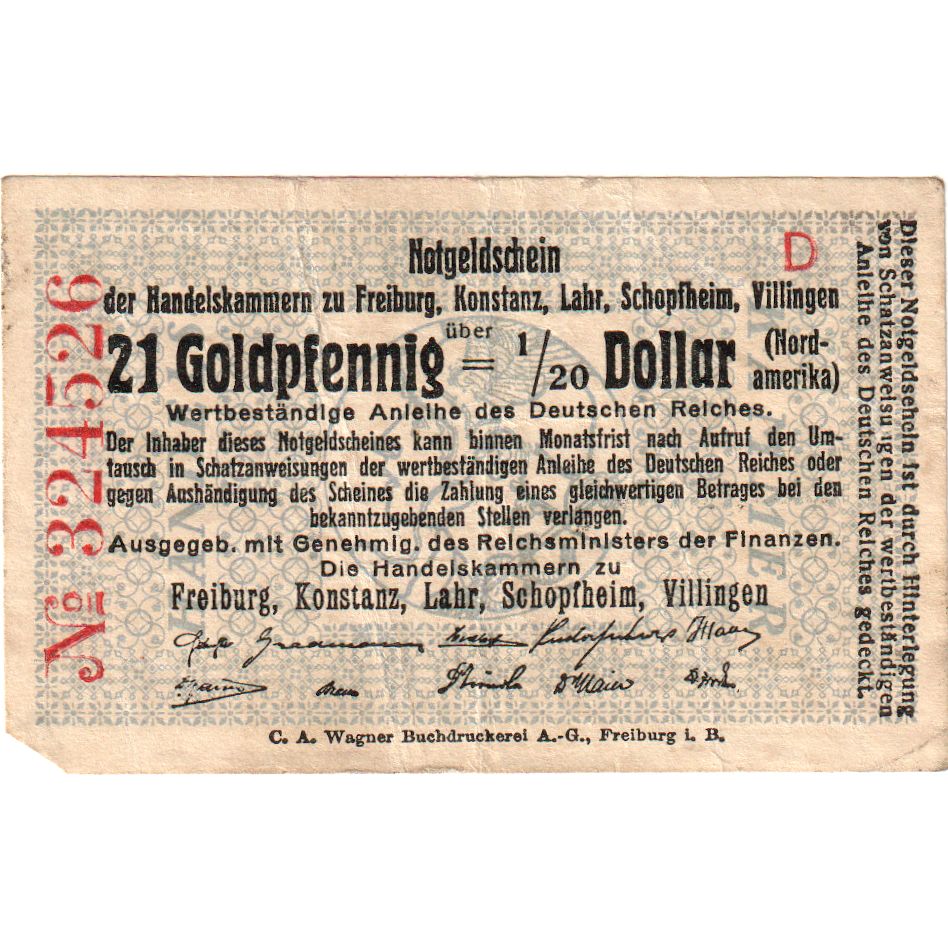 Notgeldschein
D
der Handelskammern zu Freiburg, Konstanz, Lahr, Schopfheim, Villingen
über
21 Goldpfennig = 1/20 Dollar (Nord-
amerika)
Wertbeständige Anleihe des Deutschen Reiches.
Der Inhaber dieses Notgeldscheines kann binnen Monatsfrist nach Aufruf den Um-
tausch in Schatzanweisungen der wertbeständigen Anleihe des Deutschen Reiches oder
gegen Aushändigung des Scheines die Zahlung eines gleichwertigen Betrages bei den
bekanntzugebenden Stellen verlangen.
Ausgegeb. mit Genehmig. des Reichsministers der Finanzen.
Die Handelskammern zu
Freiburg, Konstanz, Lahr, Schopfheim, Villingen
Gradmann
D Maier
C. A. Wagner Buchdruckerei A.-G., Freiburg i. B.
No 324526
Dieser Notgeldschein ist durch Hinterlegung
von Schatzanweisungen der wertbeständigen
Anleihe des Deutschen Reiches gedeckt.